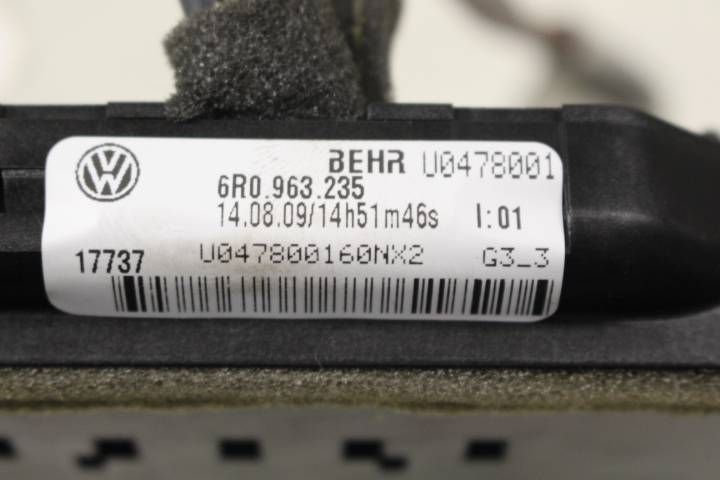 BEHR U0478001
6R0.963.235
14.08.09/14h51m46s I:01
17737 U047800160NX2 G3_3